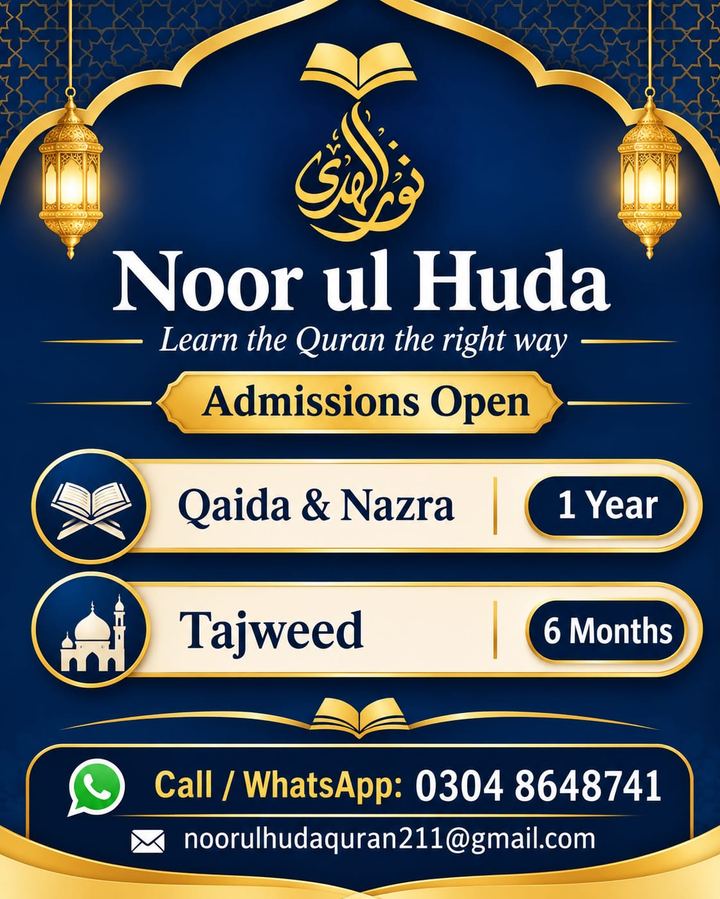 نور الهدى
Noor ul Huda
Learn the Quran the right way
Admissions Open
Qaida & Nazra
1 Year
Tajweed
6 Months
Call / WhatsApp: 0304 8648741
noorulhudaquran211@gmail.com